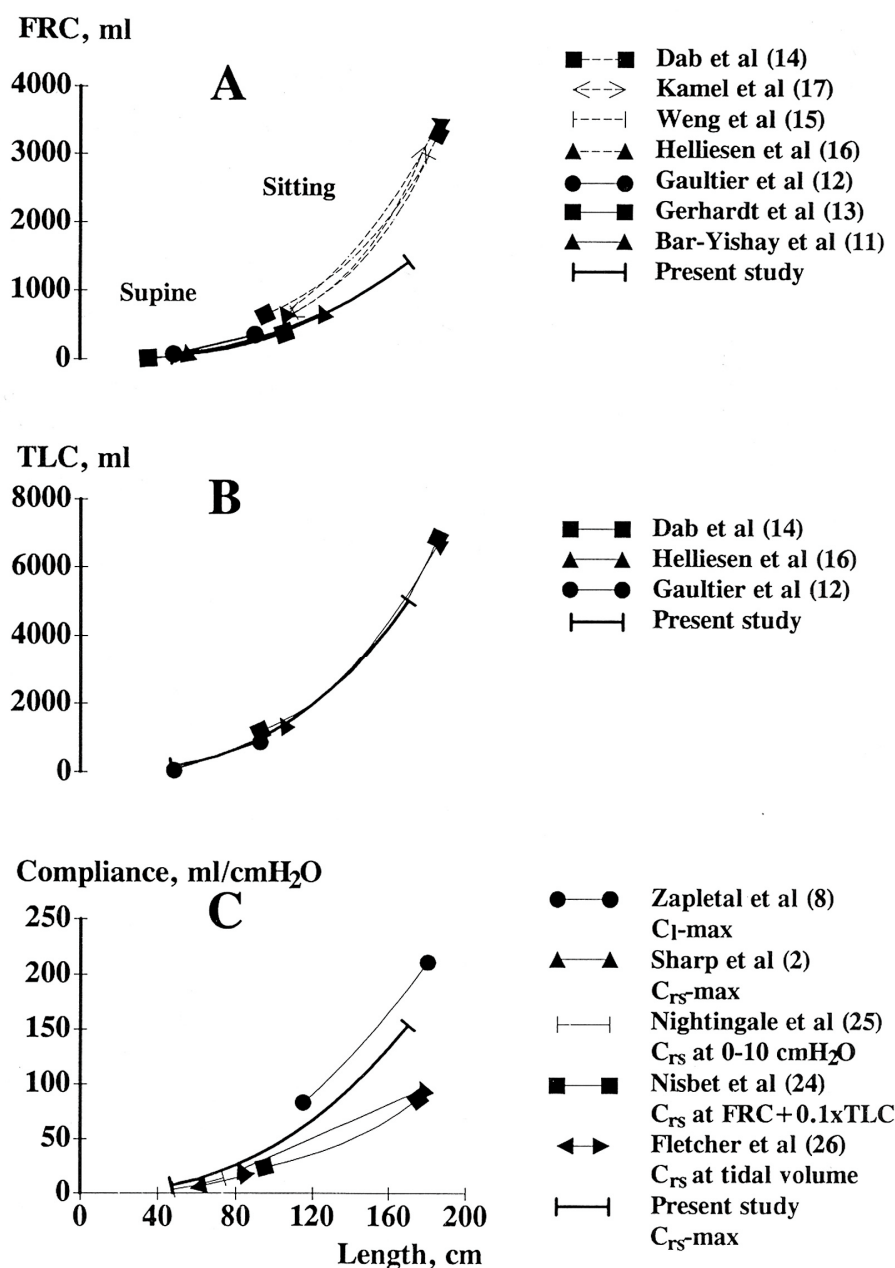 FRC, ml
A
4000
3000
2000
1000
0
Sitting
Supine
Dab et al (14)
Kamel et al (17)
Weng et al (15)
Helliesen et al (16)
Gaultier et al (12)
Gerhardt et al (13)
Bar-Yishay et al (11)
Present study
TLC, ml
B
8000
6000
4000
2000
0
Dab et al (14)
Helliesen et al (16)
Gaultier et al (12)
Present study
Compliance, ml/cmH₂O
C
250
200
150
100
50
0
0 40 80 120 160 200
Length, cm
Zapletal et al (8)
Cl-max
Sharp et al (2)
Crs-max
Nightingale et al (25)
Crs at 0-10 cmH₂O
Nisbet et al (24)
Crs at FRC+0.1xTLC
Fletcher et al (26)
Crs at tidal volume
Present study
Crs-max